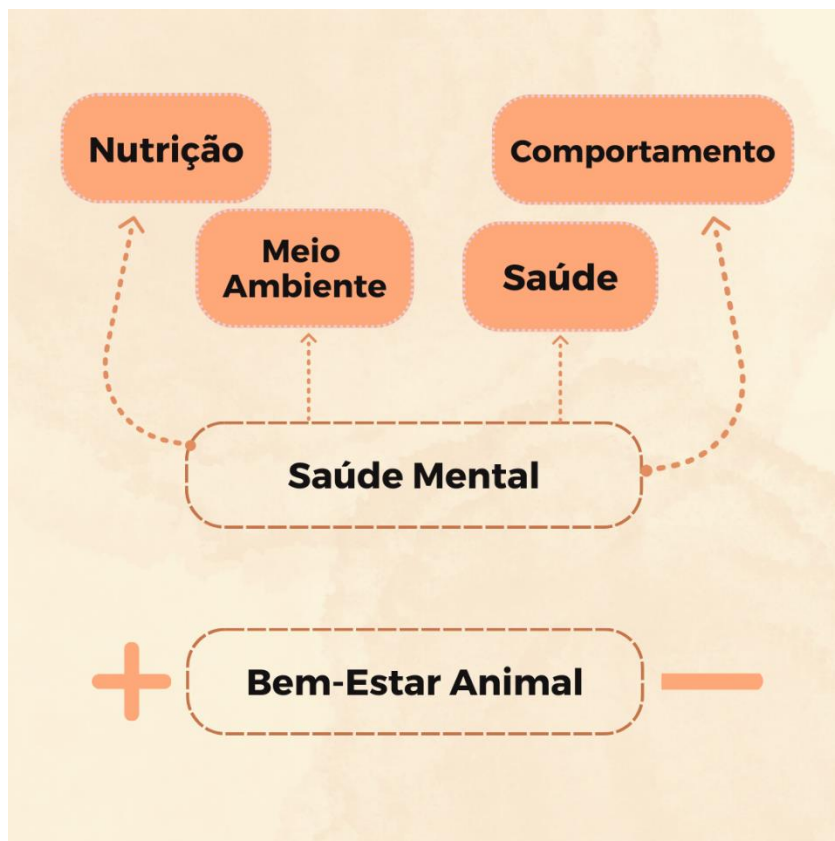 Nutrição
Comportamento
Meio
Ambiente
Saúde
Saúde Mental
Bem-Estar Animal